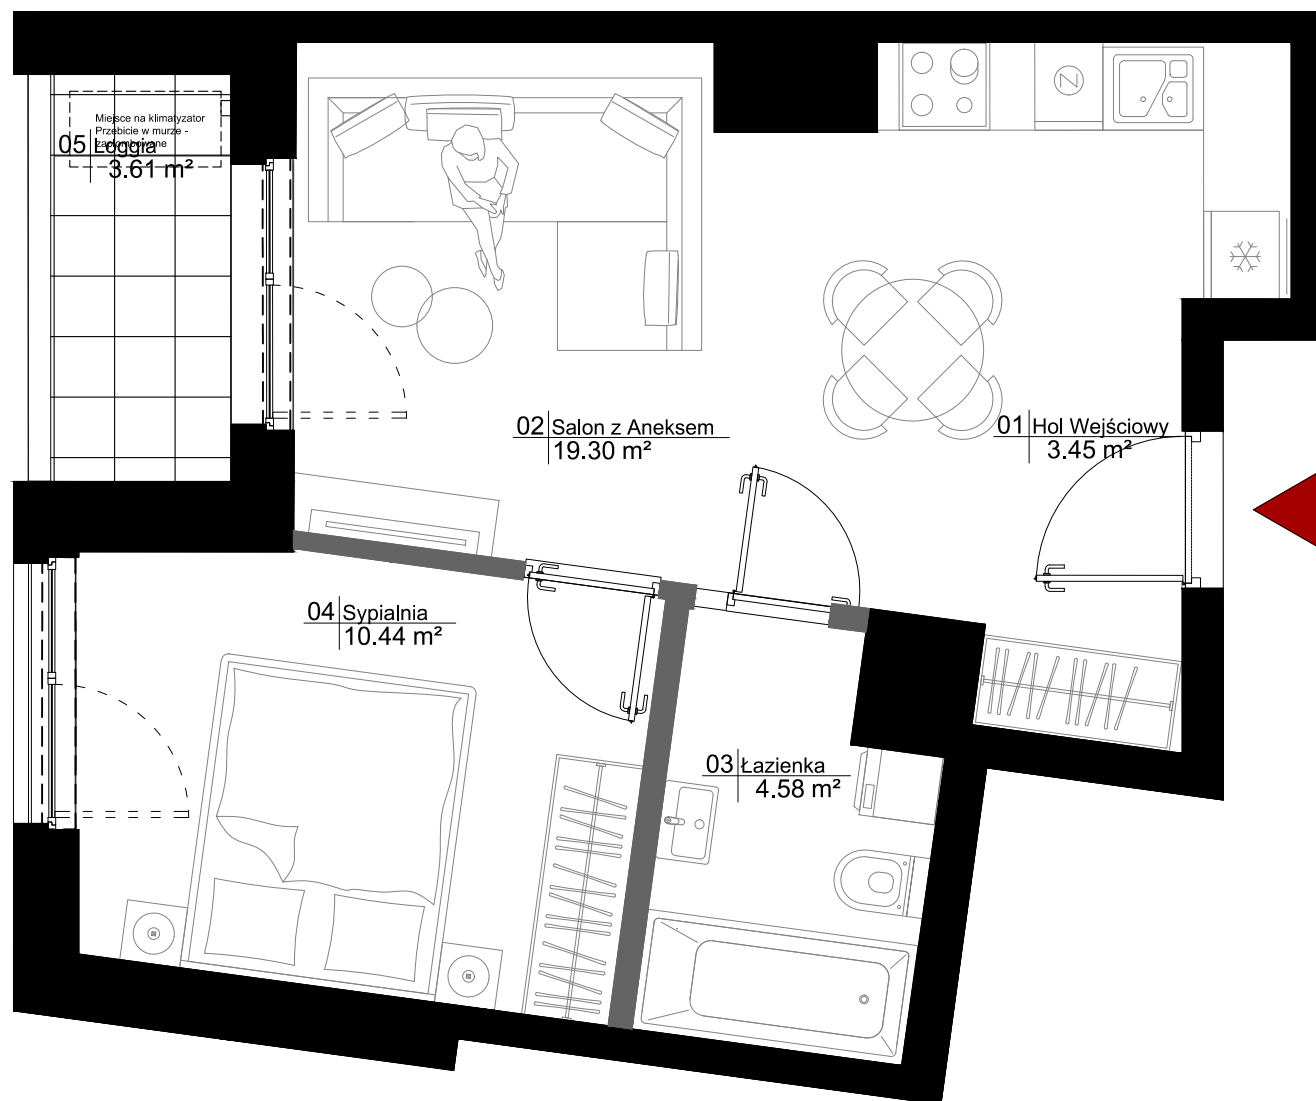 Miejsce na klimatyzator
Przebicie w murze -
zaplombowane
05 Loggia
3.61 m²
02 Salon z Aneksem
19.30 m²
01 Hol Wejściowy
3.45 m²
04 Sypialnia
10.44 m²
03 Łazienka
4.58 m²
Z